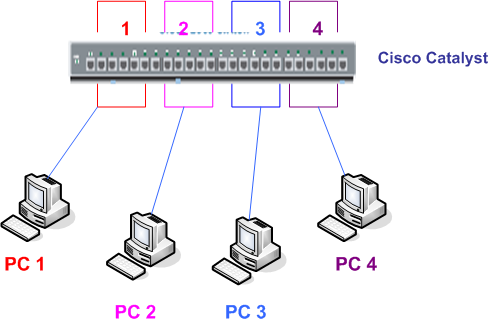 1 2 3 4
Cisco Catalyst
PC 1
PC 4
PC 2
PC 3